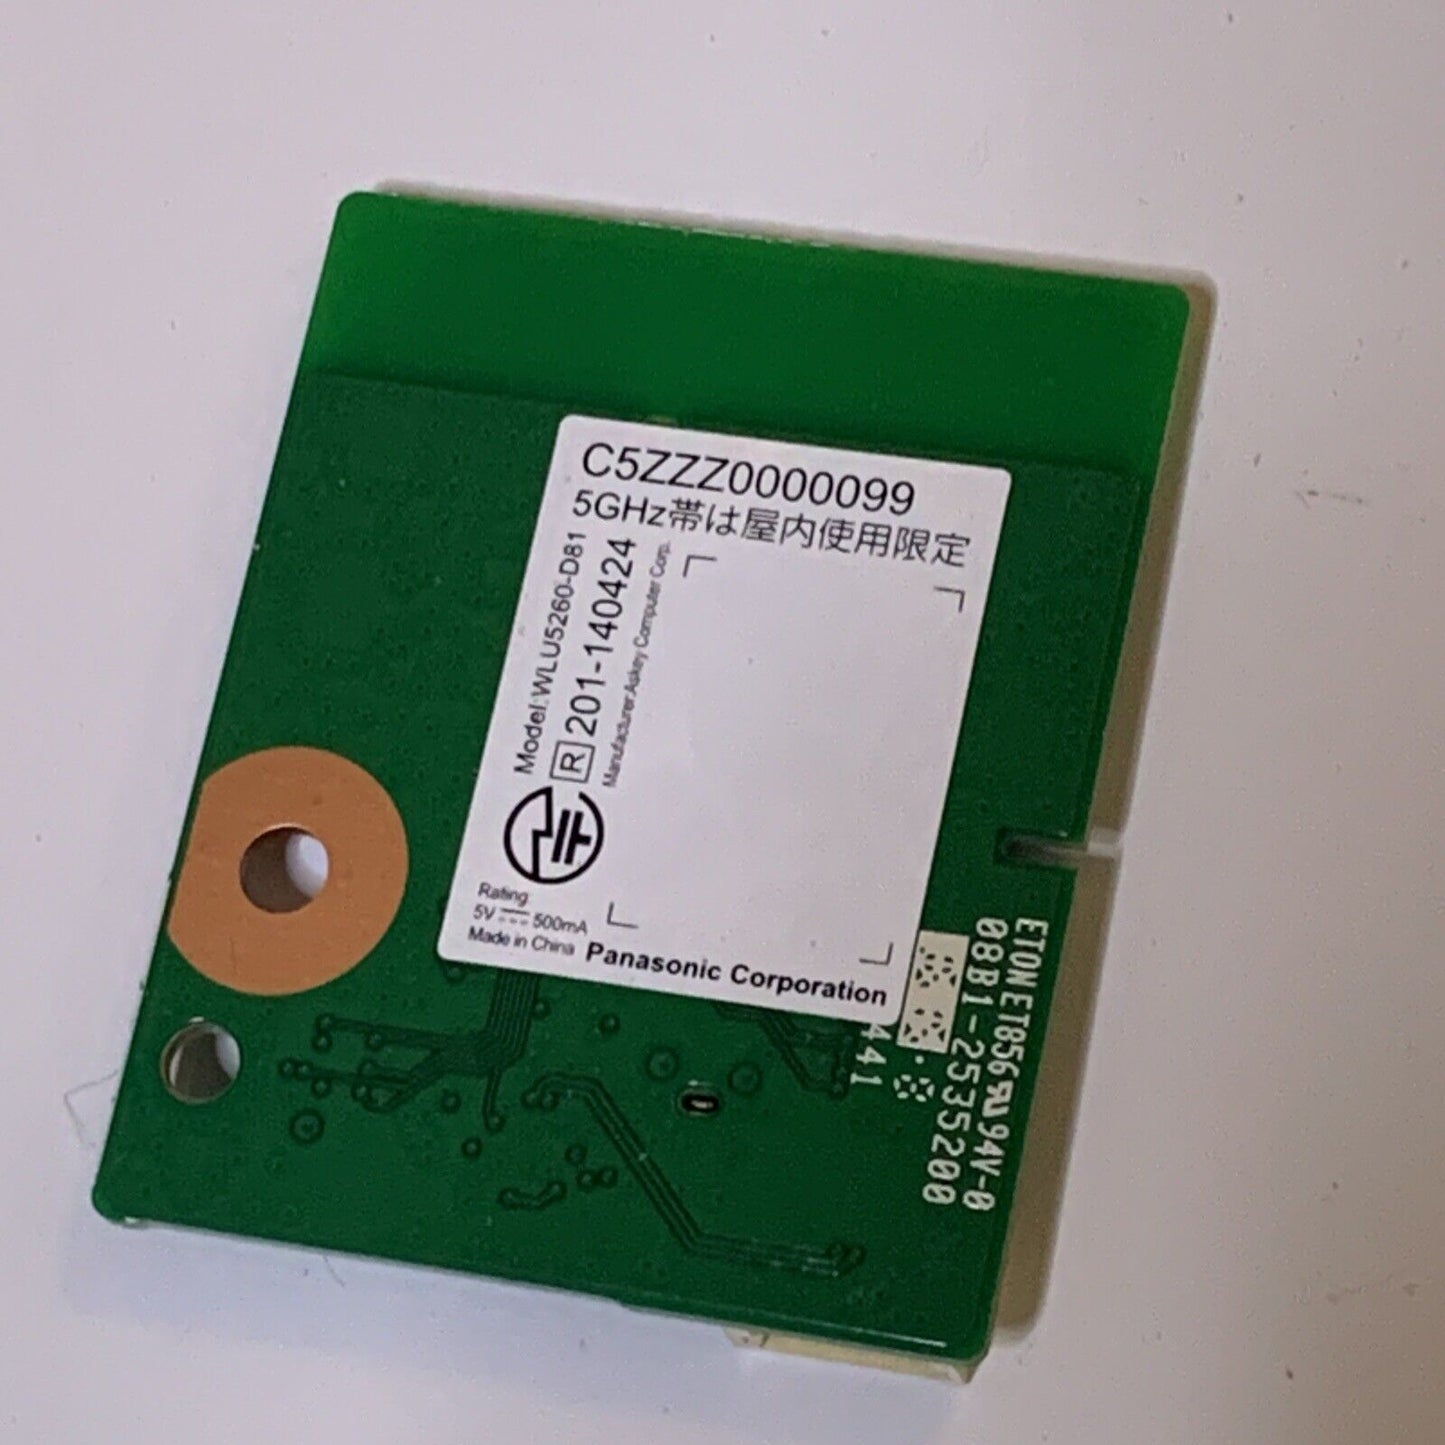 C5ZZZ0000099
5GHz帯は屋内使用限定
Model:WLU5260-D81
R 201-140424
Manufacturer:Askey Computer Corp.
Rating:
5V 500mA
Made in China
Panasonic Corporation
ETON ET856 94V-0
08B1-2535200
441